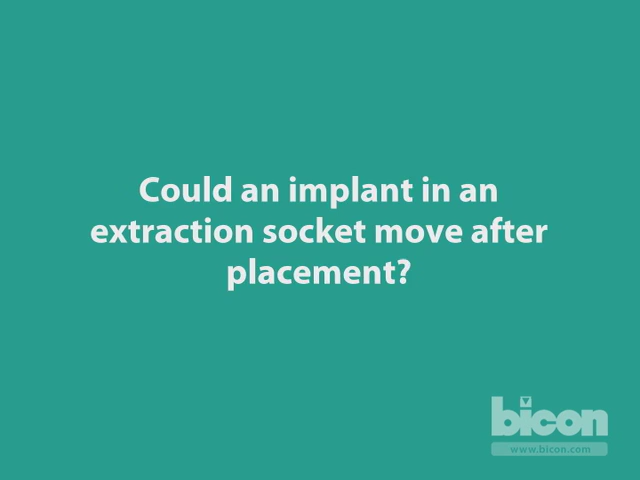 Could an implant in an
extraction socket move after
placement?
bicon
www.bicon.com